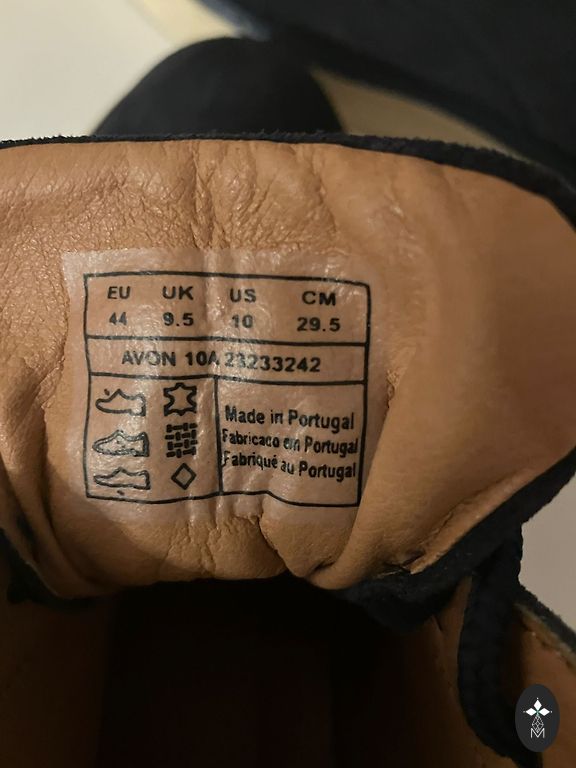 EU UK US CM
44 9.5 10 29.5
AVON 10A 23233242
Made in Portugal
Fabricado em Portugal
Fabriqué au Portugal
M